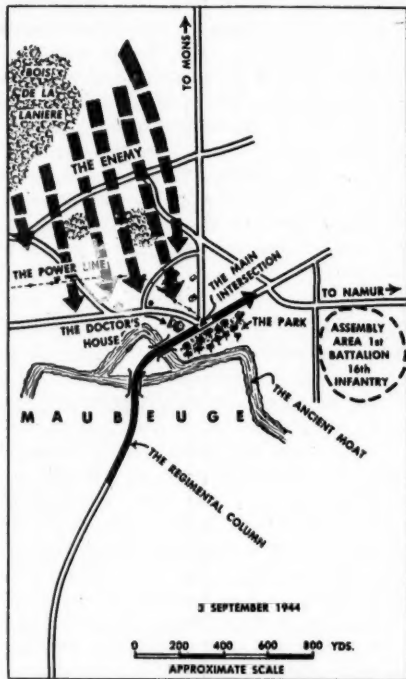 BOIS
DE LA
LANIERE
TO MONS
THE ENEMY
THE POWER LINE
THE MAIN
INTERSECTION
TO NAMUR
THE DOCTOR'S
HOUSE
THE PARK
ASSEMBLY
AREA 1st
BATTALION
16th
INFANTRY
MAUBEUGE
THE ANCIENT MOAT
THE REGIMENTAL COLUMN
3 SEPTEMBER 1944
0 200 400 600 800 YDS.
APPROXIMATE SCALE